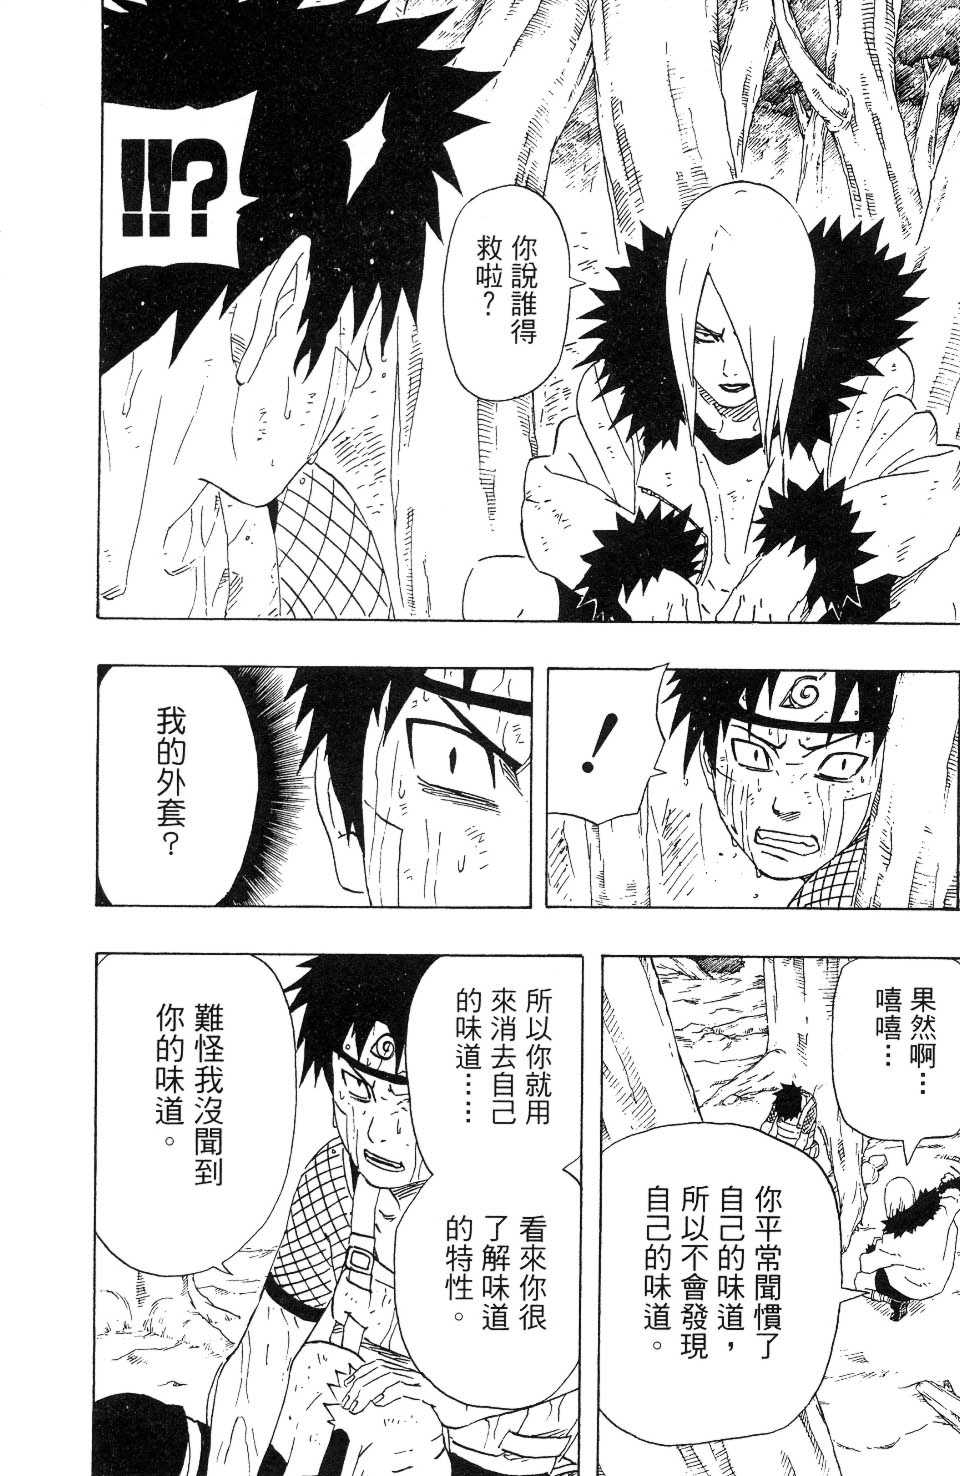 你說誰得
救啦？
!!?
！
我的外套？
果然啊…
嘻嘻…
你平常聞慣了
自己的味道，
所以不會發現
自己的味道。
所以你就用
來消去自己
的味道……
看來你很
了解味道
的特性。
難怪我沒聞到
你的味道。